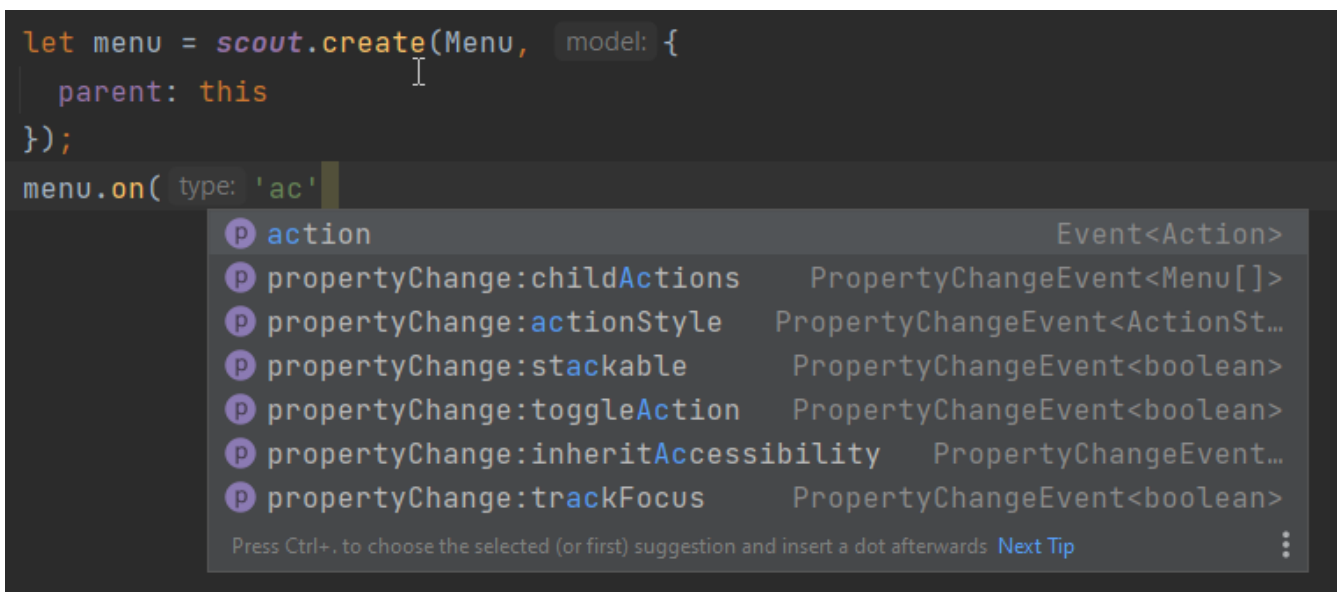 let menu = scout.create(Menu, model: {
parent: this
});
menu.on( type: 'ac'
p action Event<Action>
p propertyChange:childActions PropertyChangeEvent<Menu[]>
p propertyChange:actionStyle PropertyChangeEvent<ActionSt…
p propertyChange:stackable PropertyChangeEvent<boolean>
p propertyChange:toggleAction PropertyChangeEvent<boolean>
p propertyChange:inheritAccessibility PropertyChangeEvent…
p propertyChange:trackFocus PropertyChangeEvent<boolean>
Press Ctrl+. to choose the selected (or first) suggestion and insert a dot afterwards Next Tip